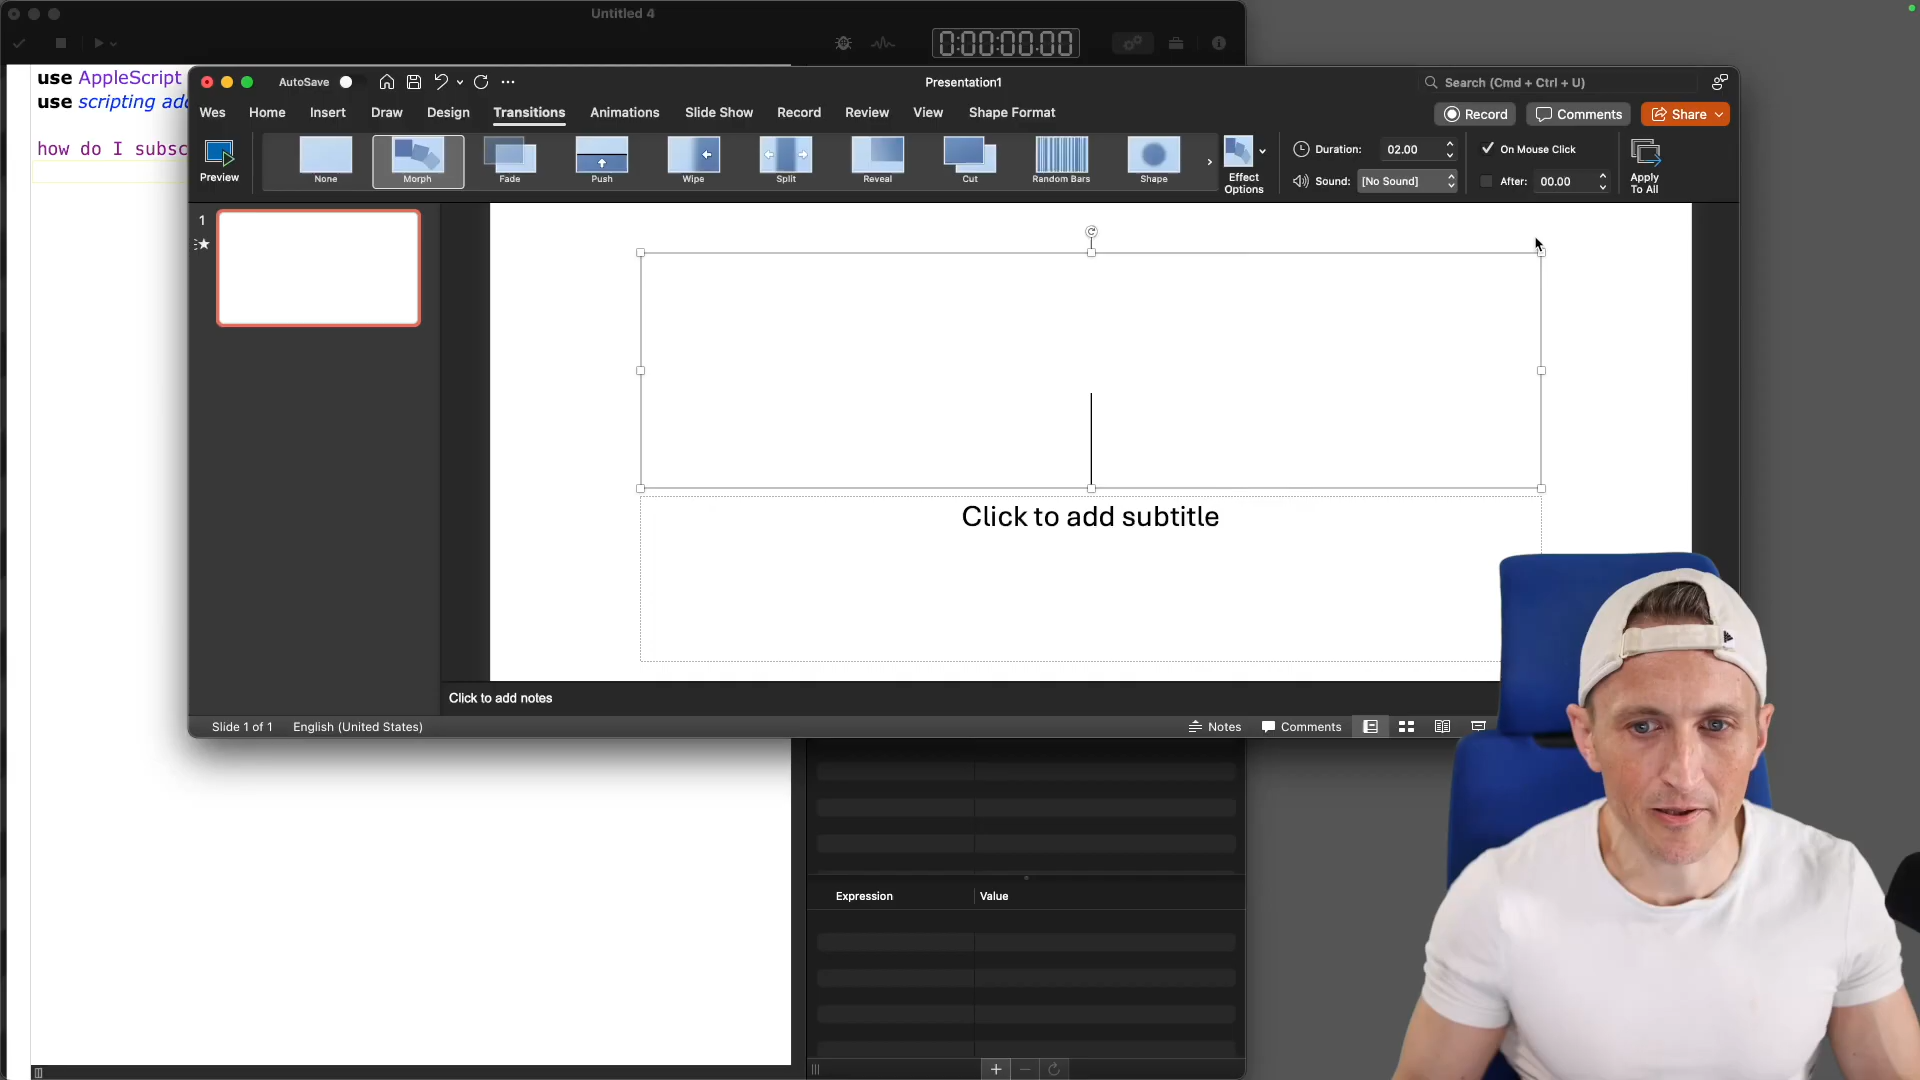 Untitled 4
0:00:00:00
use AppleScript
use scripting add
how do I subsc
AutoSave
Presentation1
Search (Cmd + Ctrl + U)
Wes Home Insert Draw Design Transitions Animations Slide Show Record Review View Shape Format
Record Comments Share
Preview
None Morph Fade Push Wipe Split Reveal Cut Random Bars Shape
Effect Options
Duration: 02.00
Sound: [No Sound]
On Mouse Click
After: 00.00
Apply To All
1
Click to add subtitle
Click to add notes
Slide 1 of 1 English (United States)
Notes Comments
Expression Value